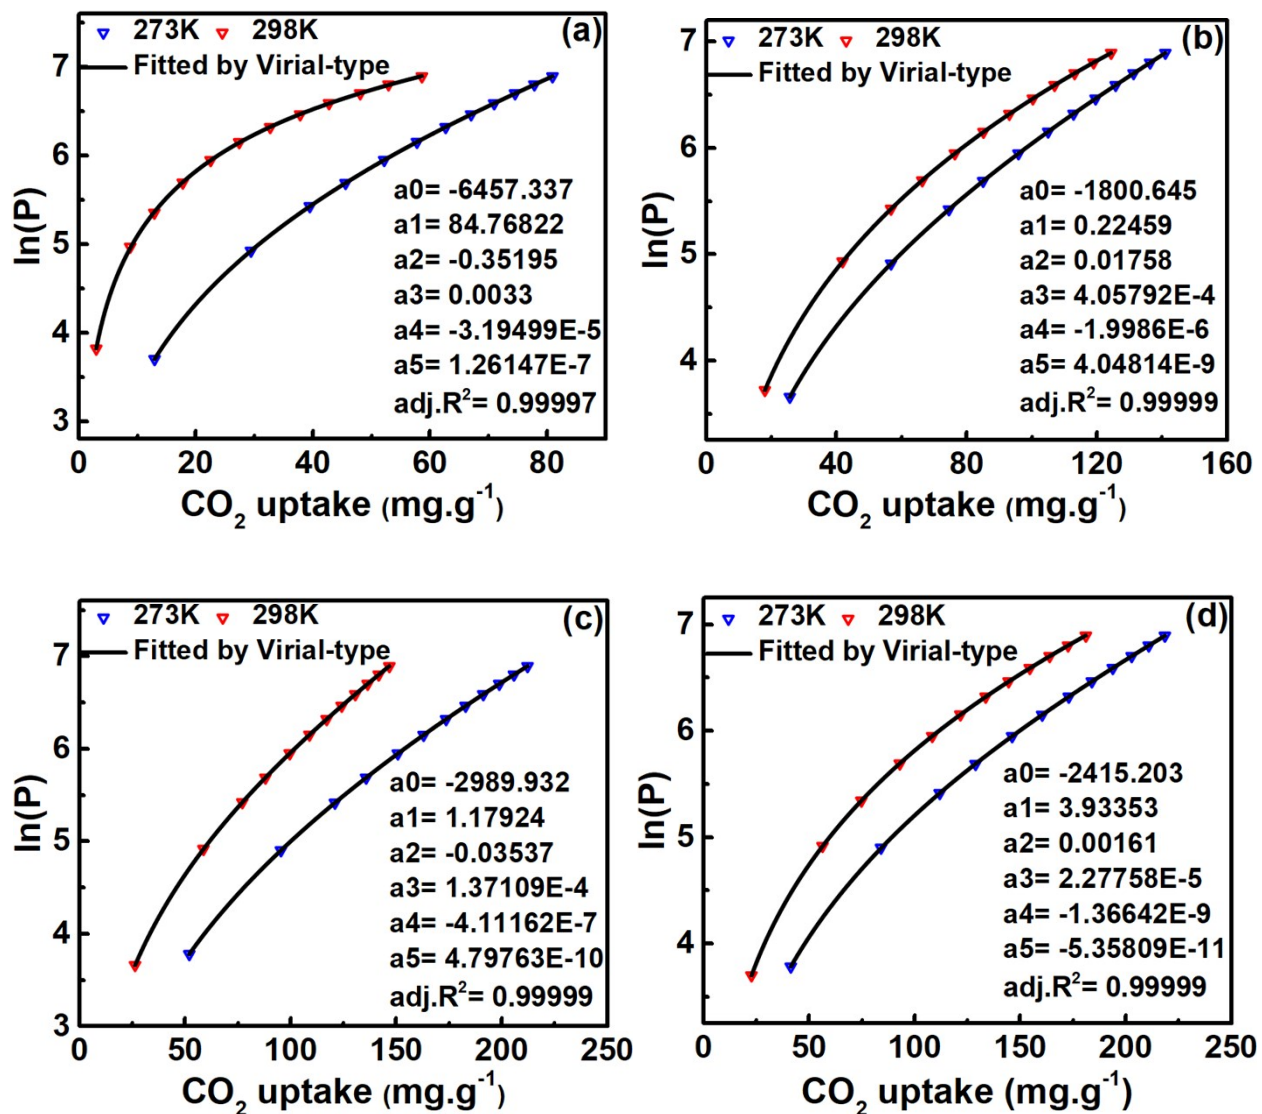 273K 298K (a)
Fitted by Virial-type
7
6
5
4
3
ln(P)
a0= -6457.337
a1= 84.76822
a2= -0.35195
a3= 0.0033
a4= -3.19499E-5
a5= 1.26147E-7
adj.R²= 0.99997
0 20 40 60 80
CO₂ uptake (mg.g⁻¹)
273K 298K (b)
Fitted by Virial-type
7
6
5
4
ln(P)
a0= -1800.645
a1= 0.22459
a2= 0.01758
a3= 4.05792E-4
a4= -1.9986E-6
a5= 4.04814E-9
adj.R²= 0.99999
0 40 80 120 160
CO₂ uptake (mg.g⁻¹)
273K 298K (c)
Fitted by Virial-type
7
6
5
4
3
ln(P)
a0= -2989.932
a1= 1.17924
a2= -0.03537
a3= 1.37109E-4
a4= -4.11162E-7
a5= 4.79763E-10
adj.R²= 0.99999
0 50 100 150 200 250
CO₂ uptake (mg.g⁻¹)
273K 298K (d)
Fitted by Virial-type
7
6
5
4
ln(P)
a0= -2415.203
a1= 3.93353
a2= 0.00161
a3= 2.27758E-5
a4= -1.36642E-9
a5= -5.35809E-11
adj.R²= 0.99999
0 50 100 150 200 250
CO₂ uptake (mg.g⁻¹)